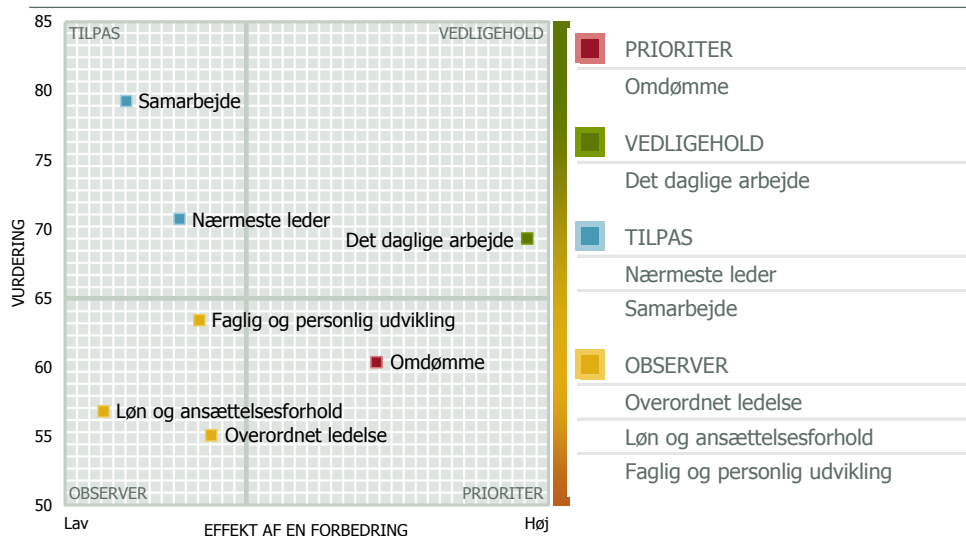 85
80
75
70
65
60
55
50
VURDERING
TILPAS
VEDLIGEHOLD
Samarbejde
Nærmeste leder
Det daglige arbejde
Faglig og personlig udvikling
Omdømme
Løn og ansættelsesforhold
Overordnet ledelse
OBSERVER
PRIORITER
Lav
EFFEKT AF EN FORBEDRING
Høj
PRIORITER
Omdømme
VEDLIGEHOLD
Det daglige arbejde
TILPAS
Nærmeste leder
Samarbejde
OBSERVER
Overordnet ledelse
Løn og ansættelsesforhold
Faglig og personlig udvikling